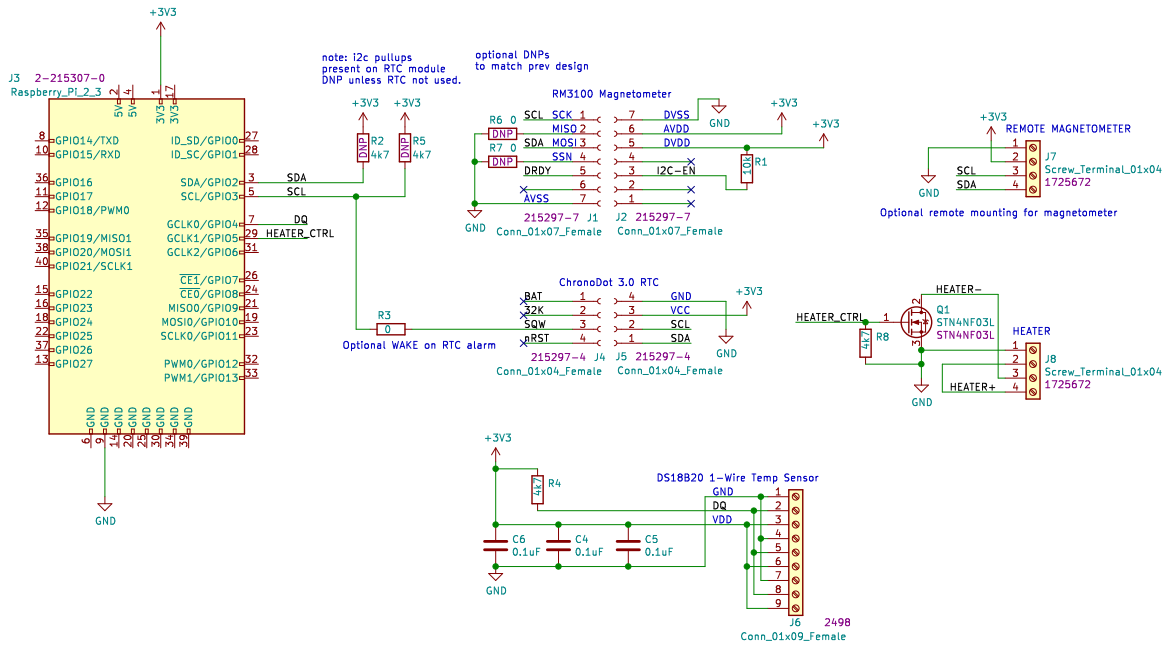 +3V3
J3 2-215307-0
Raspberry_Pi_2_3
2 4 1 17
5V 5V 3V3 3V3
8 GPIO14/TXD ID_SD/GPIO0 27
10 GPIO15/RXD ID_SC/GPIO1 28
36 GPIO16 SDA/GPIO2 3 SDA
11 GPIO17 SCL/GPIO3 5 SCL
12 GPIO18/PWM0
GCLK0/GPIO4 7 DQ
35 GPIO19/MISO1 GCLK1/GPIO5 29 HEATER_CTRL
38 GPIO20/MOSI1 GCLK2/GPIO6 31
40 GPIO21/SCLK1
CE1/GPIO7 26
15 GPIO22 CE0/GPIO8 24
16 GPIO23 MISO0/GPIO9 21
18 GPIO24 MOSI0/GPIO10 19
22 GPIO25 SCLK0/GPIO11 23
37 GPIO26
13 GPIO27 PWM0/GPIO12 32
PWM1/GPIO13 33
GND GND GND GND GND GND GND GND
6 9 14 20 25 30 34 39
GND
note: i2c pullups
present on RTC module
DNP unless RTC not used.
+3V3 +3V3
DNP R2 4k7
DNP R5 4k7
R3
0
Optional WAKE on RTC alarm
optional DNPs
to match prev design
RM3100 Magnetometer
R6 0
DNP
R7 0
DNP
SCL SCK 1 7 DVSS
MISO 2 6 AVDD
SDA MOSI 3 5 DVDD
SSN 4 4
DRDY 5 3 I2C-EN
6 2
AVSS 7 1
GND
GND
+3V3
+3V3
10k R1
215297-7 J1 J2 215297-7
Conn_01x07_Female Conn_01x07_Female
ChronoDot 3.0 RTC
BAT 1 4 GND
32K 2 3 VCC
SQW 3 2 SCL
nRST 4 1 SDA
+3V3
GND
215297-4 J4 J5 215297-4
Conn_01x04_Female Conn_01x04_Female
+3V3
REMOTE MAGNETOMETER
1
2
SCL 3
SDA 4
J7
Screw_Terminal_01x04
1725672
GND
Optional remote mounting for magnetometer
HEATER-
HEATER_CTRL 1 2 3
Q1
STN4NF03L
STN4NF03L
4k7 R8
GND
HEATER
1
2
3
HEATER+ 4
J8
Screw_Terminal_01x04
1725672
+3V3
4k7 R4
C6
0.1uF
C4
0.1uF
C5
0.1uF
GND
DS18B20 1-Wire Temp Sensor
GND 1
DQ 2
VDD 3
4
5
6
7
8
9
J6 2498
Conn_01x09_Female